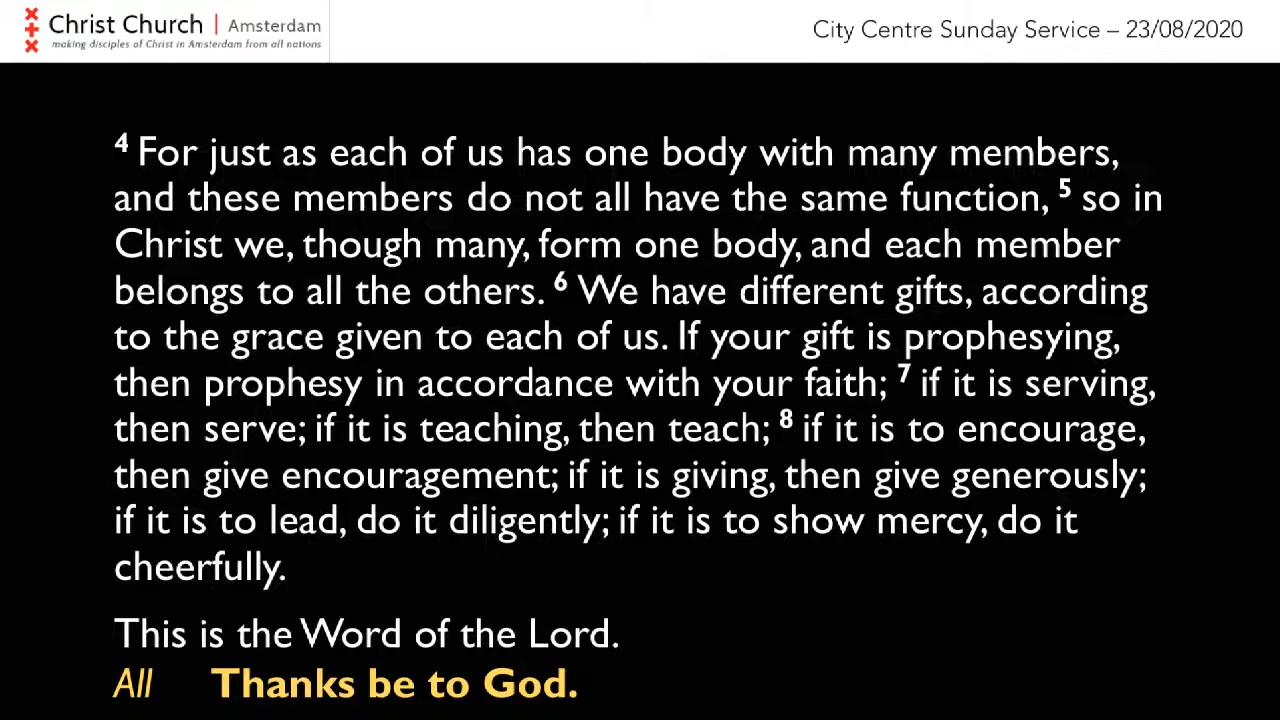 Christ Church | Amsterdam
making disciples of Christ in Amsterdam from all nations
City Centre Sunday Service – 23/08/2020
4 For just as each of us has one body with many members,
and these members do not all have the same function, 5 so in
Christ we, though many, form one body, and each member
belongs to all the others. 6 We have different gifts, according
to the grace given to each of us. If your gift is prophesying,
then prophesy in accordance with your faith; 7 if it is serving,
then serve; if it is teaching, then teach; 8 if it is to encourage,
then give encouragement; if it is giving, then give generously;
if it is to lead, do it diligently; if it is to show mercy, do it
cheerfully.
This is the Word of the Lord.
All Thanks be to God.